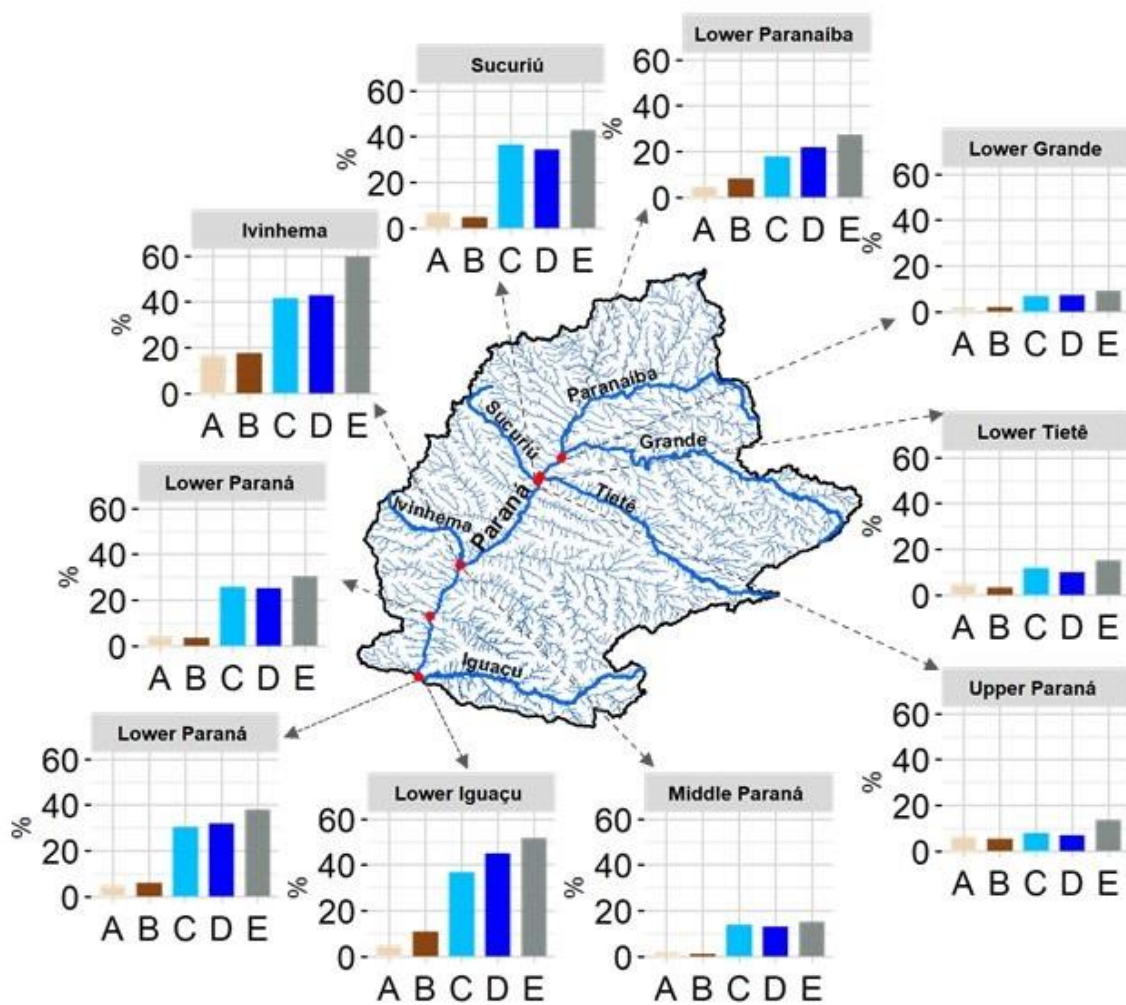 Lower Paranaíba
60
40
20
0
%
A B C D E
Sucuriú
60
40
20
0
%
A B C D E
Lower Grande
60
40
20
0
%
A B C D E
Ivinhema
60
40
20
0
%
A B C D E
Paranaíba
Sucuriú
Grande
Tietê
Paraná
Ivinhema
Iguaçu
Lower Tietê
60
40
20
0
%
A B C D E
Lower Paraná
60
40
20
0
%
A B C D E
Upper Paraná
60
40
20
0
%
A B C D E
Lower Paraná
60
40
20
0
%
A B C D E
Lower Iguaçu
60
40
20
0
%
A B C D E
Middle Paraná
60
40
20
0
%
A B C D E